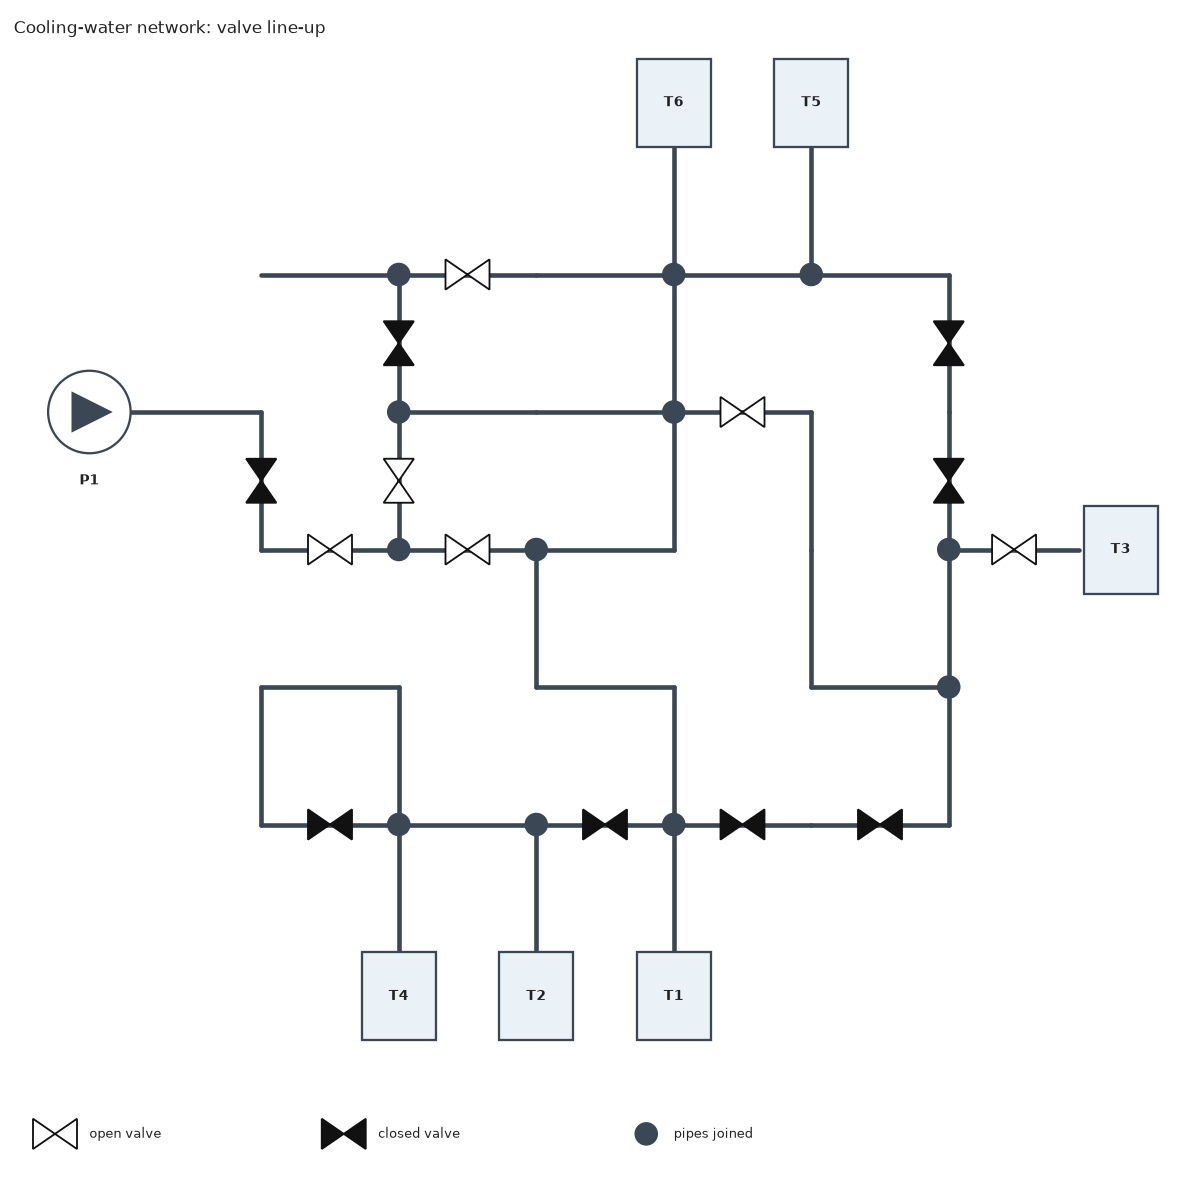 Cooling-water network: valve line-up
T6
T5
P1
T3
T4
T2
T1
open valve
closed valve
pipes joined